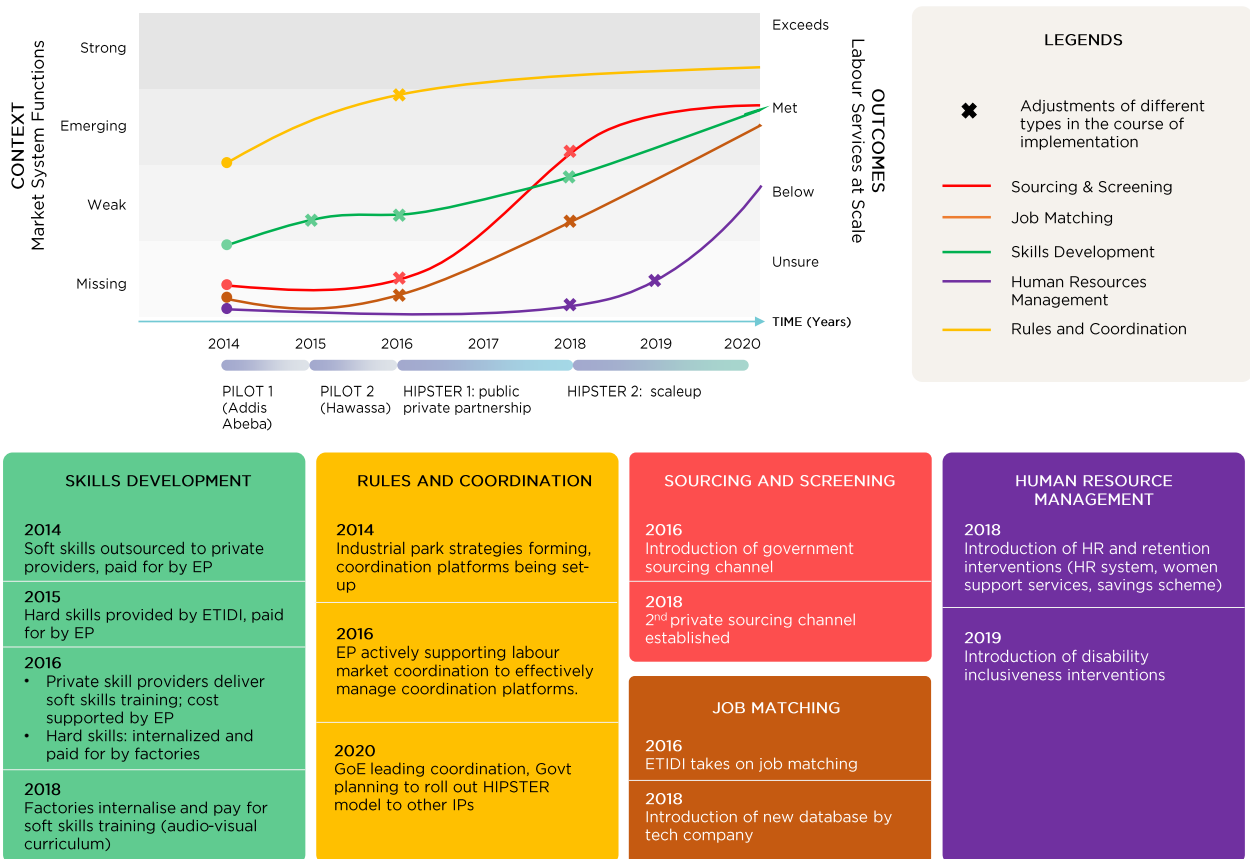 CONTEXT
Market System Functions
Strong
Emerging
Weak
Missing
Exceeds
Met
Below
Unsure
OUTCOMES
Labour Services at Scale
TIME (Years)
2014
2015
2016
2017
2018
2019
2020
PILOT 1
(Addis
Abeba)
PILOT 2
(Hawassa)
HIPSTER 1: public
private partnership
HIPSTER 2: scaleup
LEGENDS
Adjustments of different
types in the course of
implementation
Sourcing & Screening
Job Matching
Skills Development
Human Resources
Management
Rules and Coordination
SKILLS DEVELOPMENT
2014
Soft skills outsourced to private
providers, paid for by EP
2015
Hard skills provided by ETIDI, paid
for by EP
2016
• Private skill providers deliver
soft skills training; cost
supported by EP
• Hard skills: internalized and
paid for by factories
2018
Factories internalise and pay for
soft skills training (audio-visual
curriculum)
RULES AND COORDINATION
2014
Industrial park strategies forming,
coordination platforms being set-
up
2016
EP actively supporting labour
market coordination to effectively
manage coordination platforms.
2020
GoE leading coordination, Govt
planning to roll out HIPSTER
model to other IPs
SOURCING AND SCREENING
2016
Introduction of government
sourcing channel
2018
2nd private sourcing channel
established
JOB MATCHING
2016
ETIDI takes on job matching
2018
Introduction of new database by
tech company
HUMAN RESOURCE
MANAGEMENT
2018
Introduction of HR and retention
interventions (HR system, women
support services, savings scheme)
2019
Introduction of disability
inclusiveness interventions